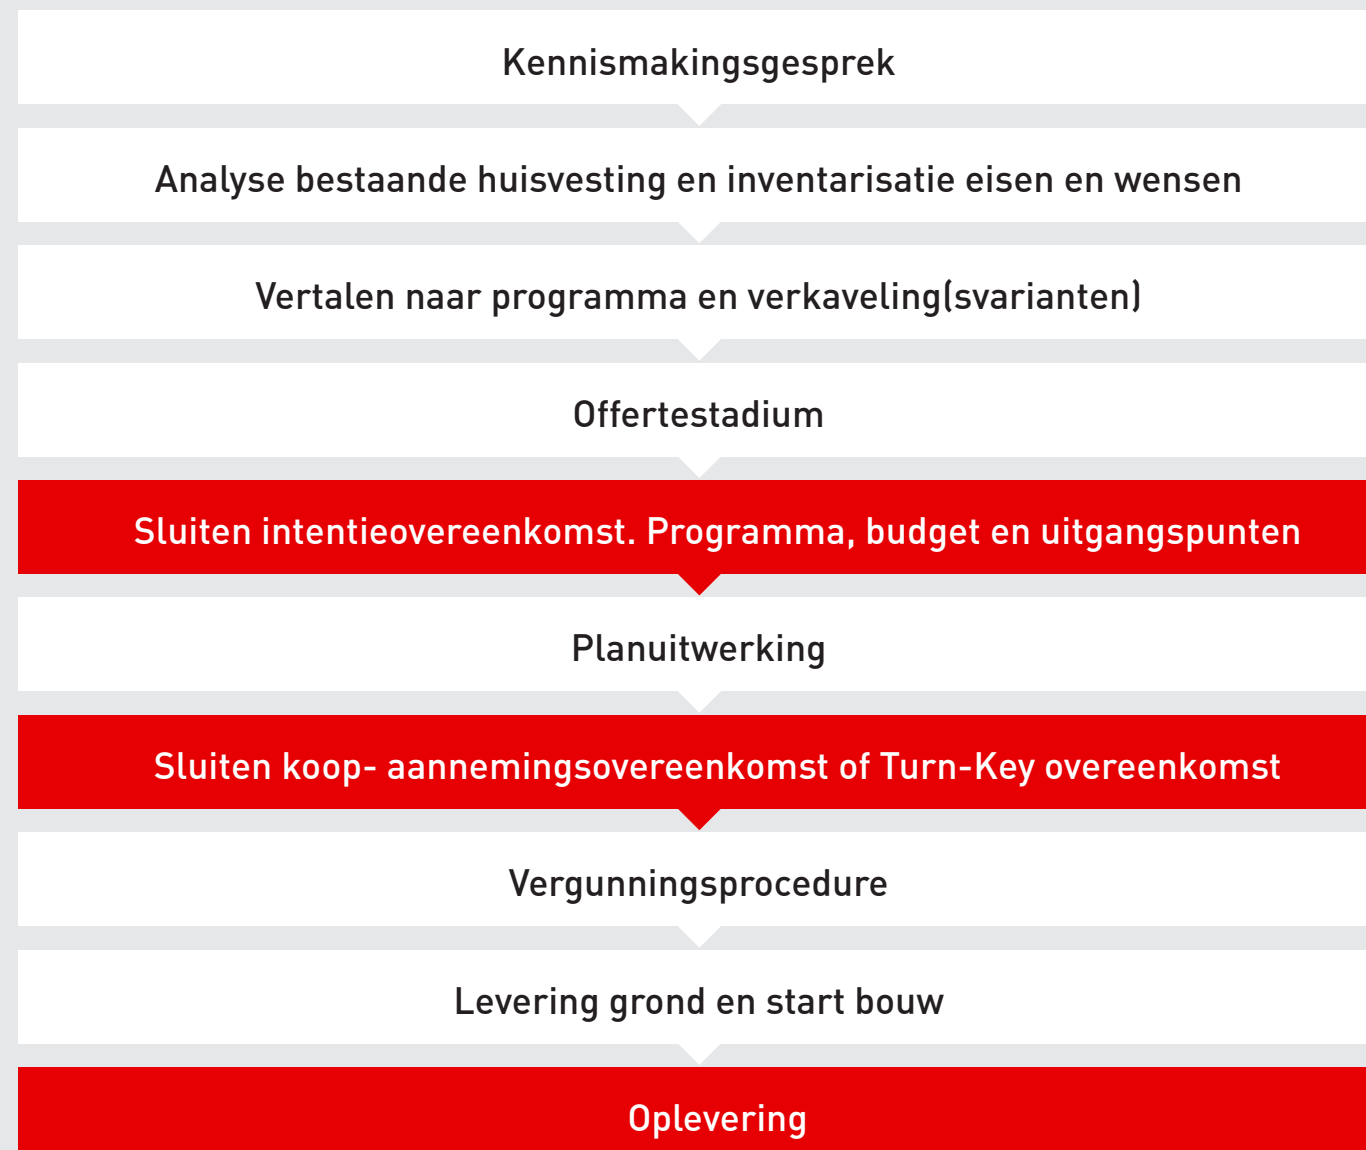 Kennismakingsgesprek
Analyse bestaande huisvesting en inventarisatie eisen en wensen
Vertalen naar programma en verkaveling(svarianten)
Offertestadium
Sluiten intentieovereenkomst. Programma, budget en uitgangspunten
Planuitwerking
Sluiten koop- aannemingsovereenkomst of Turn-Key overeenkomst
Vergunningsprocedure
Levering grond en start bouw
Oplevering